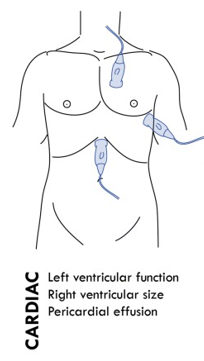 CARDIAC
Left ventricular function
Right ventricular size
Pericardial effusion